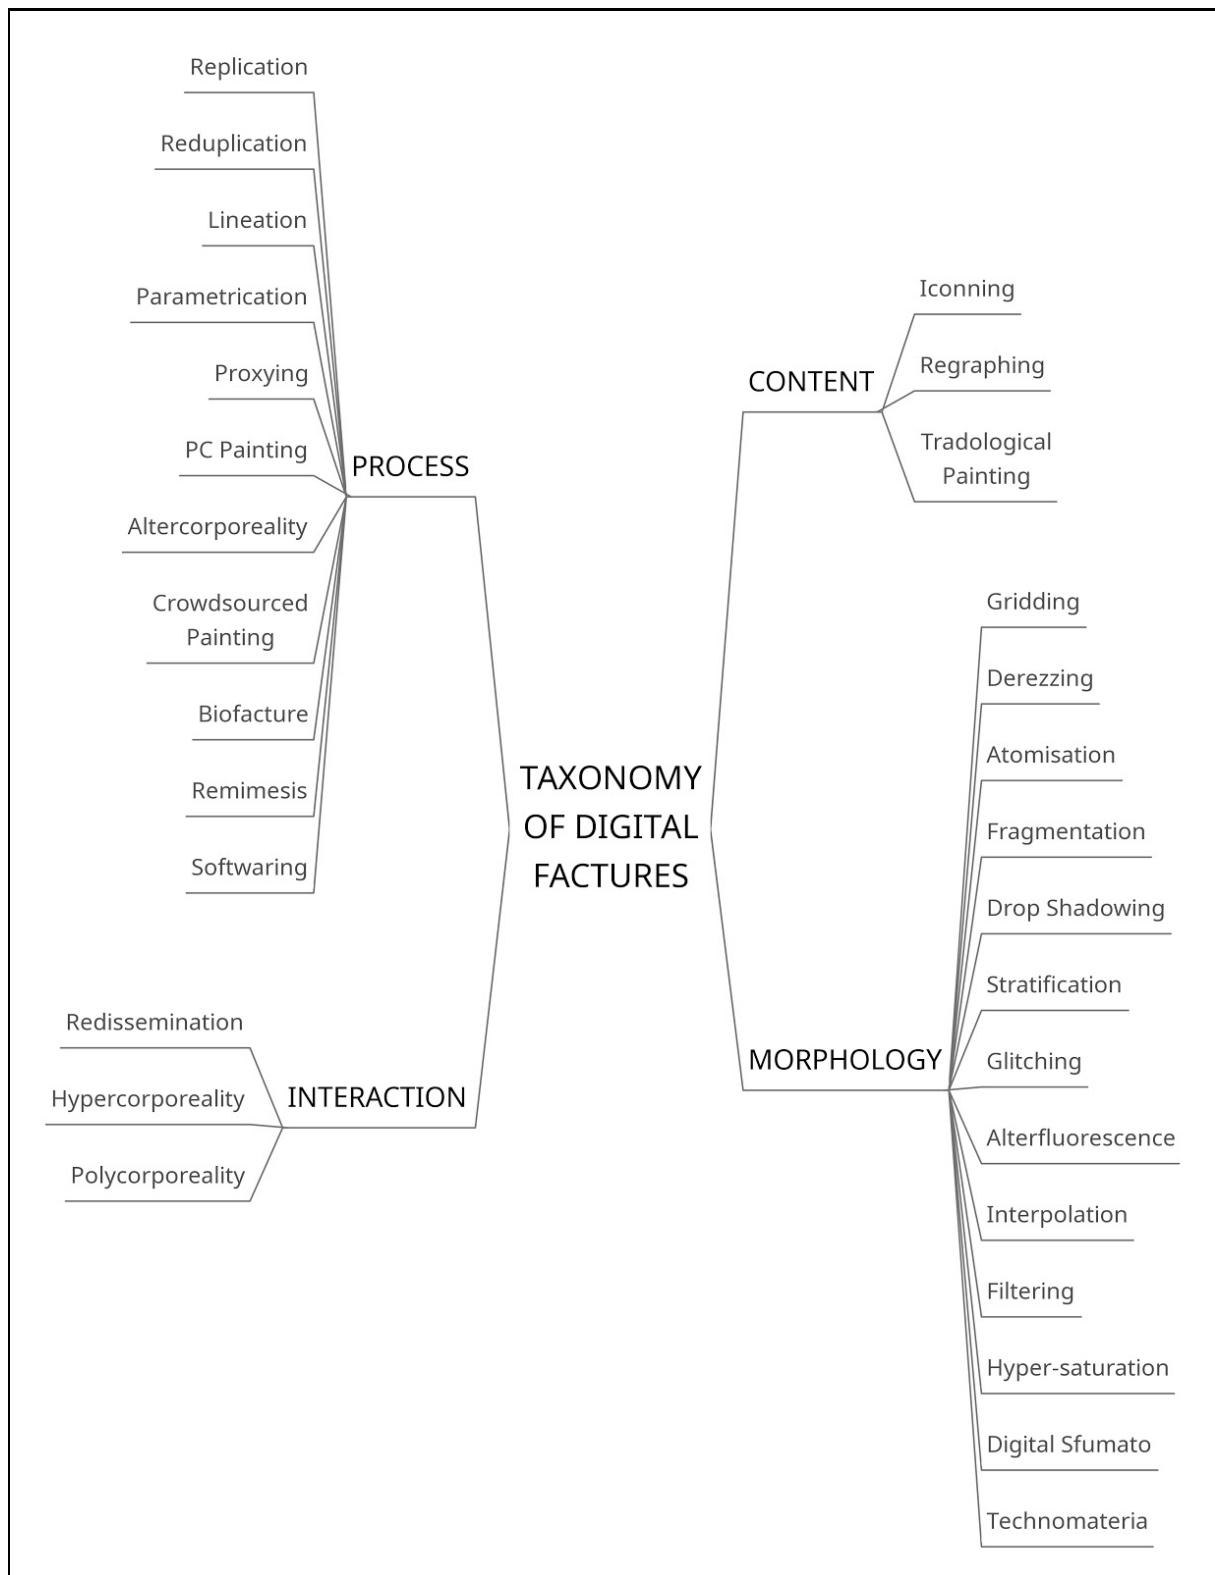 Replication
Reduplication
Lineation
Parametrication
Proxying
PC Painting
PROCESS
Altercorporeality
Crowdsourced
Painting
Biofacture
Remimesis
Softwaring
Redissemination
Hypercorporeality
INTERACTION
Polycorporeality
TAXONOMY
OF DIGITAL
FACTURES
Iconning
CONTENT
Regraphing
Tradological
Painting
Gridding
Derezzing
Atomisation
Fragmentation
Drop Shadowing
Stratification
MORPHOLOGY
Glitching
Alterfluorescence
Interpolation
Filtering
Hyper-saturation
Digital Sfumato
Technomateria